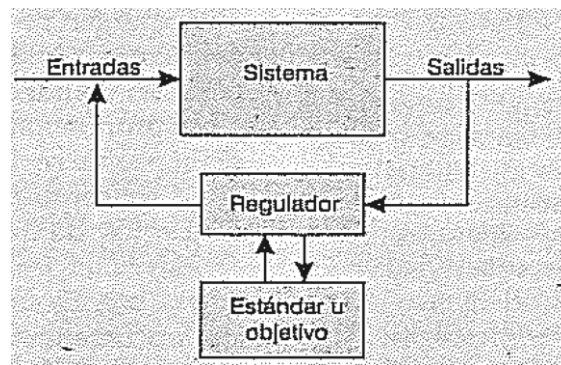 Entradas
Sistema
Salidas
Regulador
Estándar u
objetivo